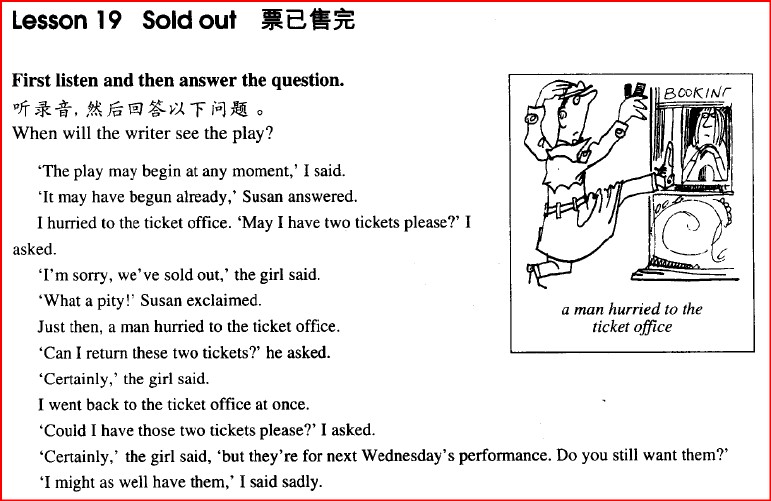 Lesson 19 Sold out 票已售完
First listen and then answer the question.
听录音,然后回答以下问题。
When will the writer see the play?
‘The play may begin at any moment,’ I said.
‘It may have begun already,’ Susan answered.
I hurried to the ticket office. ‘May I have two tickets please?’ I
asked.
‘I'm sorry, we've sold out,’ the girl said.
‘What a pity!’ Susan exclaimed.
Just then, a man hurried to the ticket office.
‘Can I return these two tickets?’ he asked.
‘Certainly,’ the girl said.
I went back to the ticket office at once.
‘Could I have those two tickets please?’ I asked.
‘Certainly,’ the girl said, ‘but they're for next Wednesday's performance. Do you still want them?’
‘I might as well have them,’ I said sadly.
BOOKING
a man hurried to the
ticket office